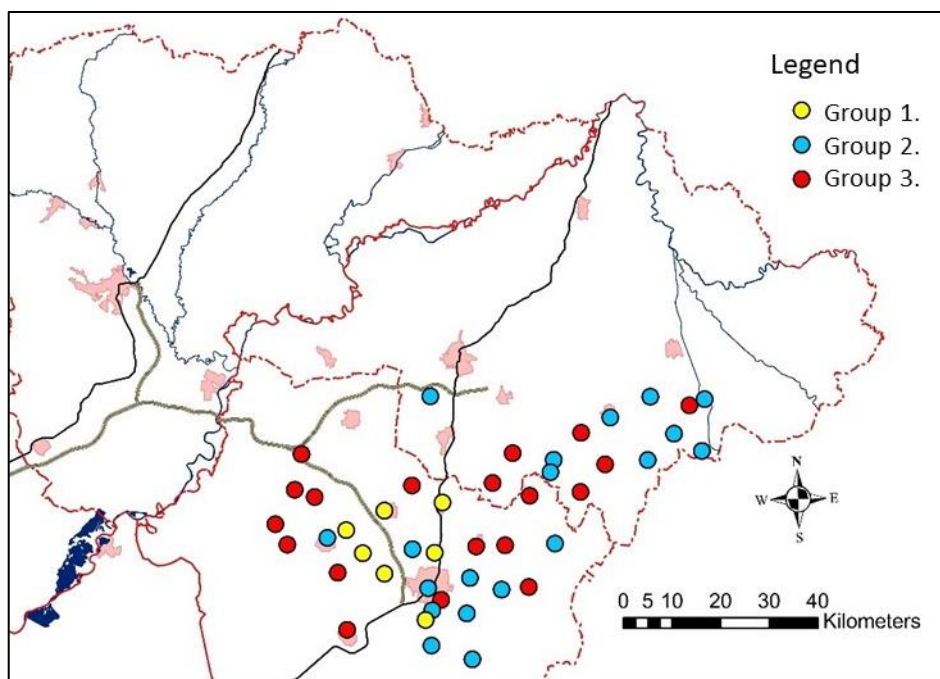 Legend
Group 1.
Group 2.
Group 3.
N
W E
S
0 5 10 20 30 40
Kilometers